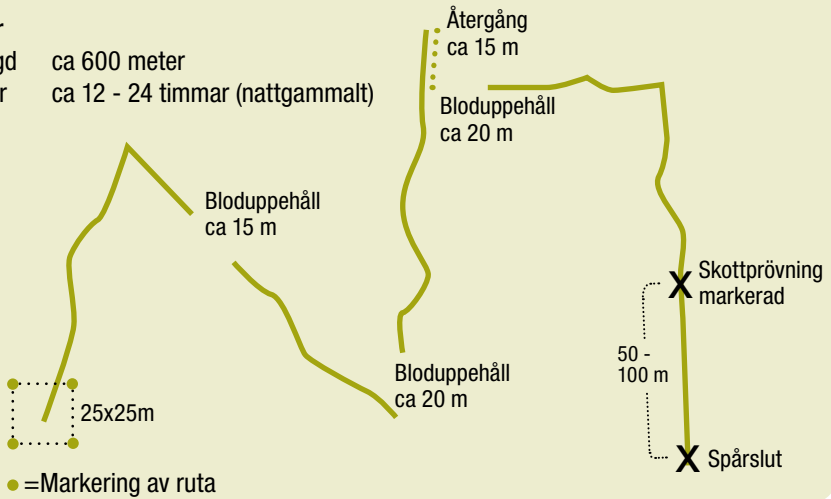 ca 600 meter
ca 12 - 24 timmar (nattgammalt)
Återgång
ca 15 m
Bloduppehåll
ca 20 m
Bloduppehåll
ca 15 m
Skottprövning
markerad
50 -
100 m
Bloduppehåll
ca 20 m
25x25m
X Spårslut
=Markering av ruta